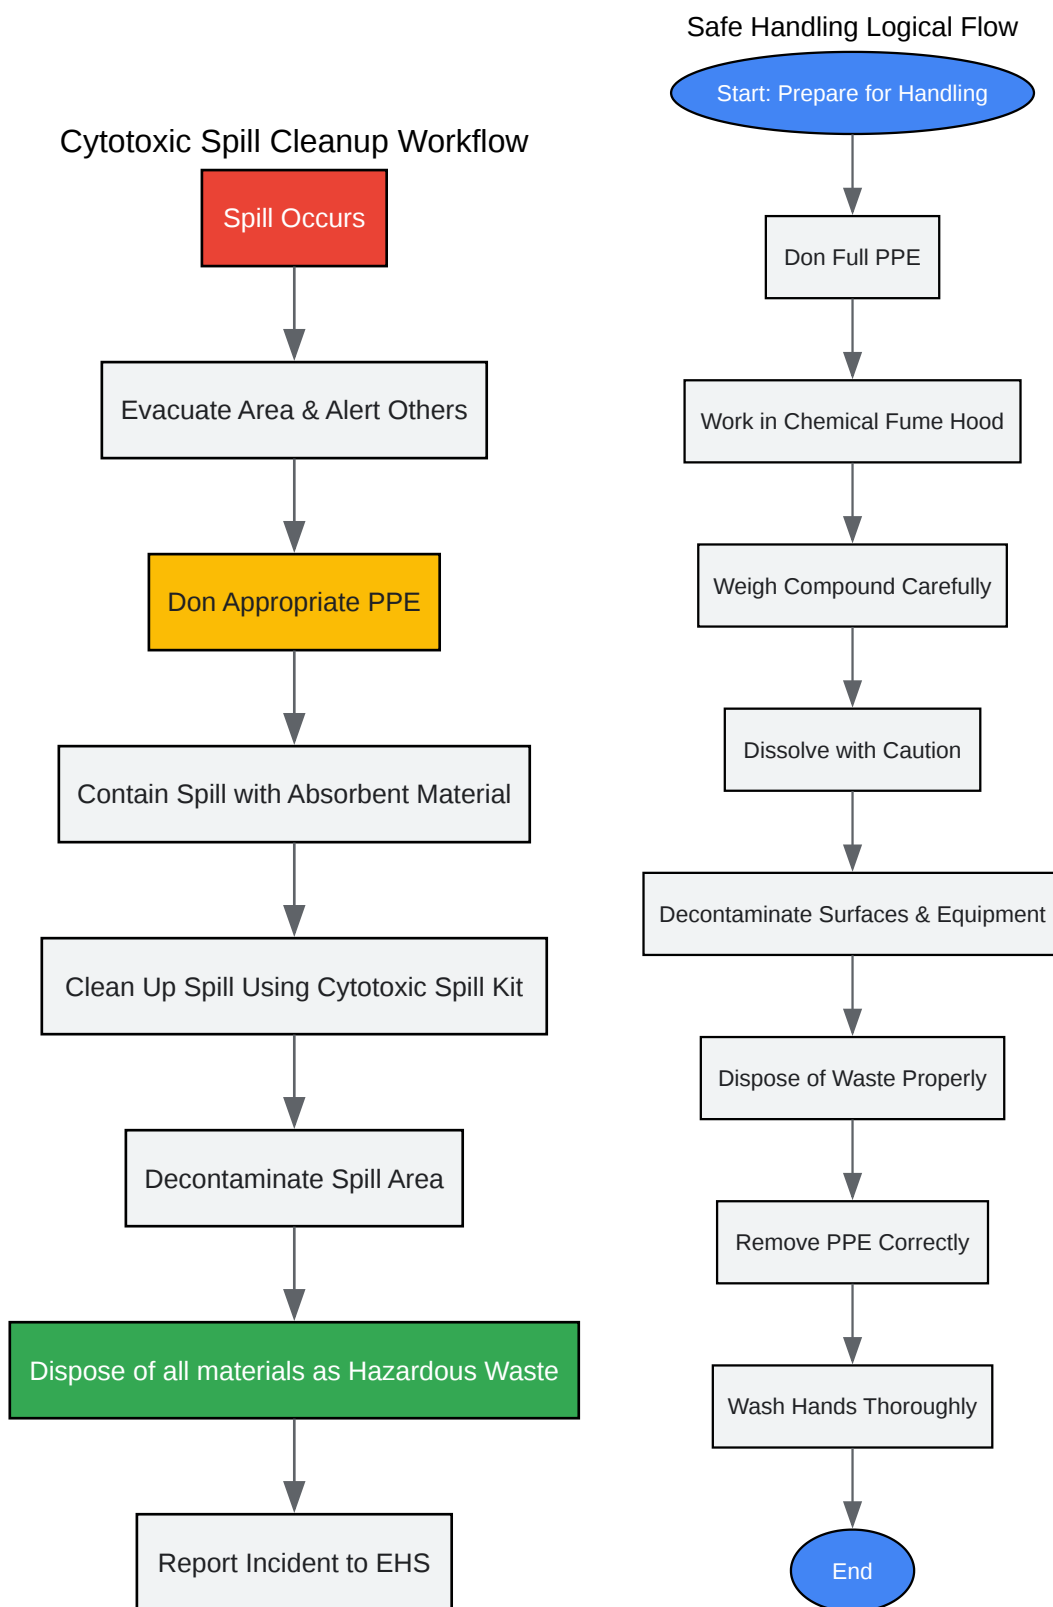 Cytotoxic Spill Cleanup Workflow
Spill Occurs
Evacuate Area & Alert Others
Don Appropriate PPE
Contain Spill with Absorbent Material
Clean Up Spill Using Cytotoxic Spill Kit
Decontaminate Spill Area
Dispose of all materials as Hazardous Waste
Report Incident to EHS
Safe Handling Logical Flow
Start: Prepare for Handling
Don Full PPE
Work in Chemical Fume Hood
Weigh Compound Carefully
Dissolve with Caution
Decontaminate Surfaces & Equipment
Dispose of Waste Properly
Remove PPE Correctly
Wash Hands Thoroughly
End